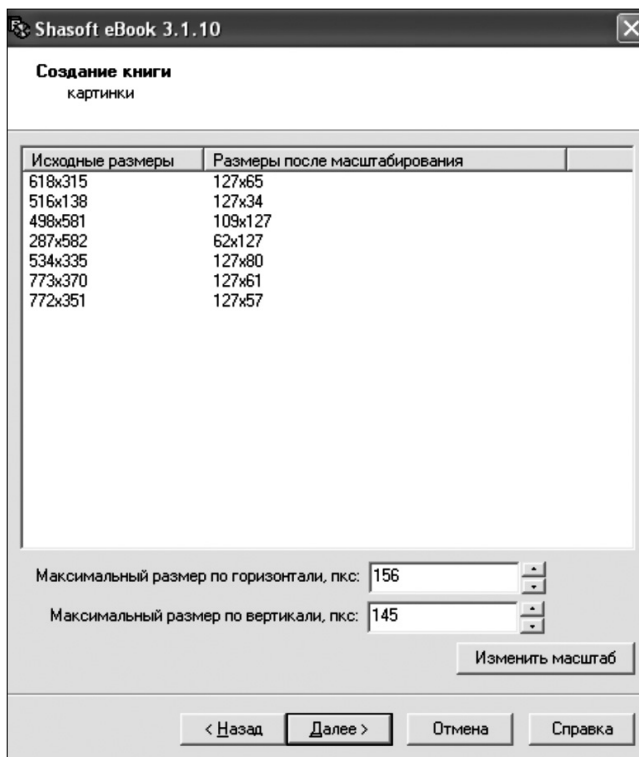 Shasoft eBook 3.1.10
Создание книги
картинки
Исходные размеры Размеры после масштабирования
618x315 127x65
516x138 127x34
498x581 109x127
287x582 62x127
534x335 127x80
773x370 127x61
772x351 127x57
Максимальный размер по горизонтали, пкс: 156
Максимальный размер по вертикали, пкс: 145
Изменить масштаб
< Назад Далее > Отмена Справка